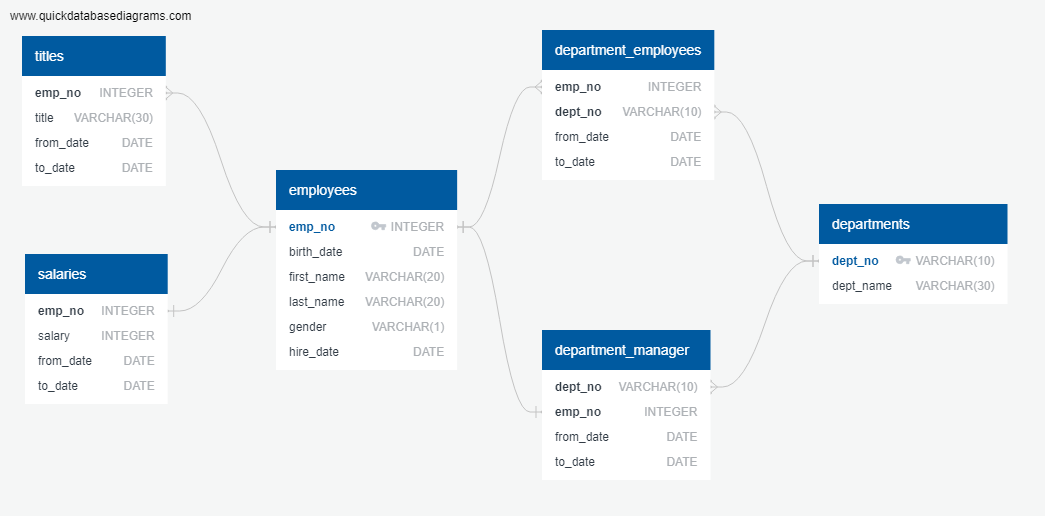 www.quickdatabasediagrams.com
titles
emp_no INTEGER
title VARCHAR(30)
from_date DATE
to_date DATE
salaries
emp_no INTEGER
salary INTEGER
from_date DATE
to_date DATE
employees
emp_no INTEGER
birth_date DATE
first_name VARCHAR(20)
last_name VARCHAR(20)
gender VARCHAR(1)
hire_date DATE
department_employees
emp_no INTEGER
dept_no VARCHAR(10)
from_date DATE
to_date DATE
department_manager
dept_no VARCHAR(10)
emp_no INTEGER
from_date DATE
to_date DATE
departments
dept_no VARCHAR(10)
dept_name VARCHAR(30)